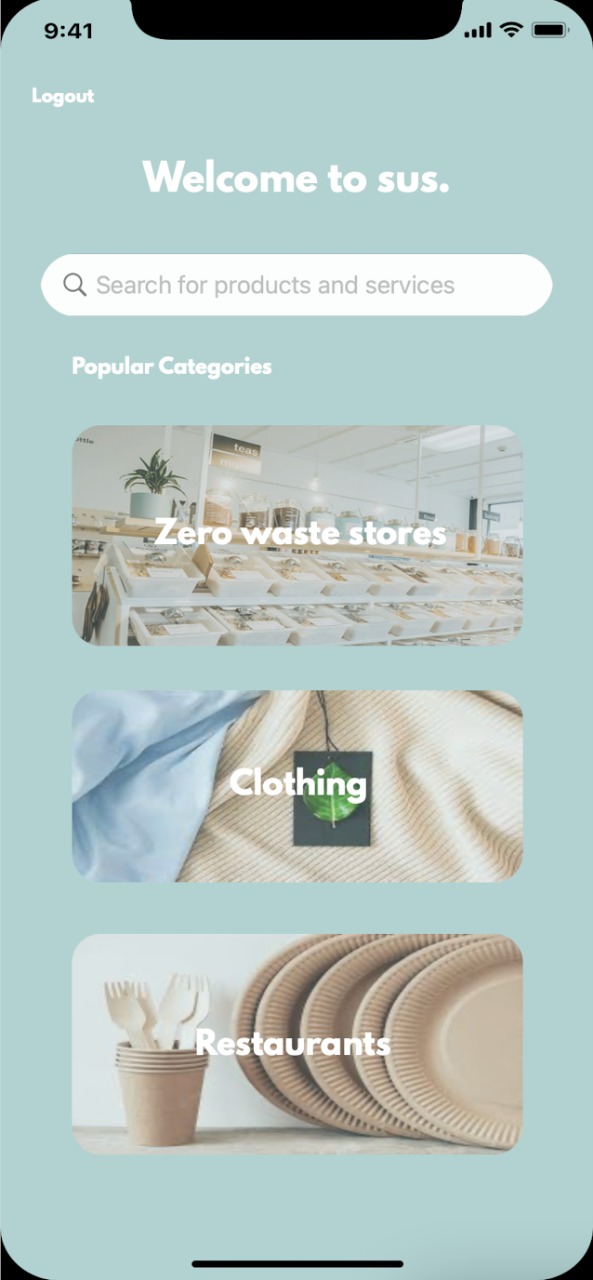 9:41
Logout
Welcome to sus.
Search for products and services
Popular Categories
teas
Zero waste stores
Clothing
Restaurants